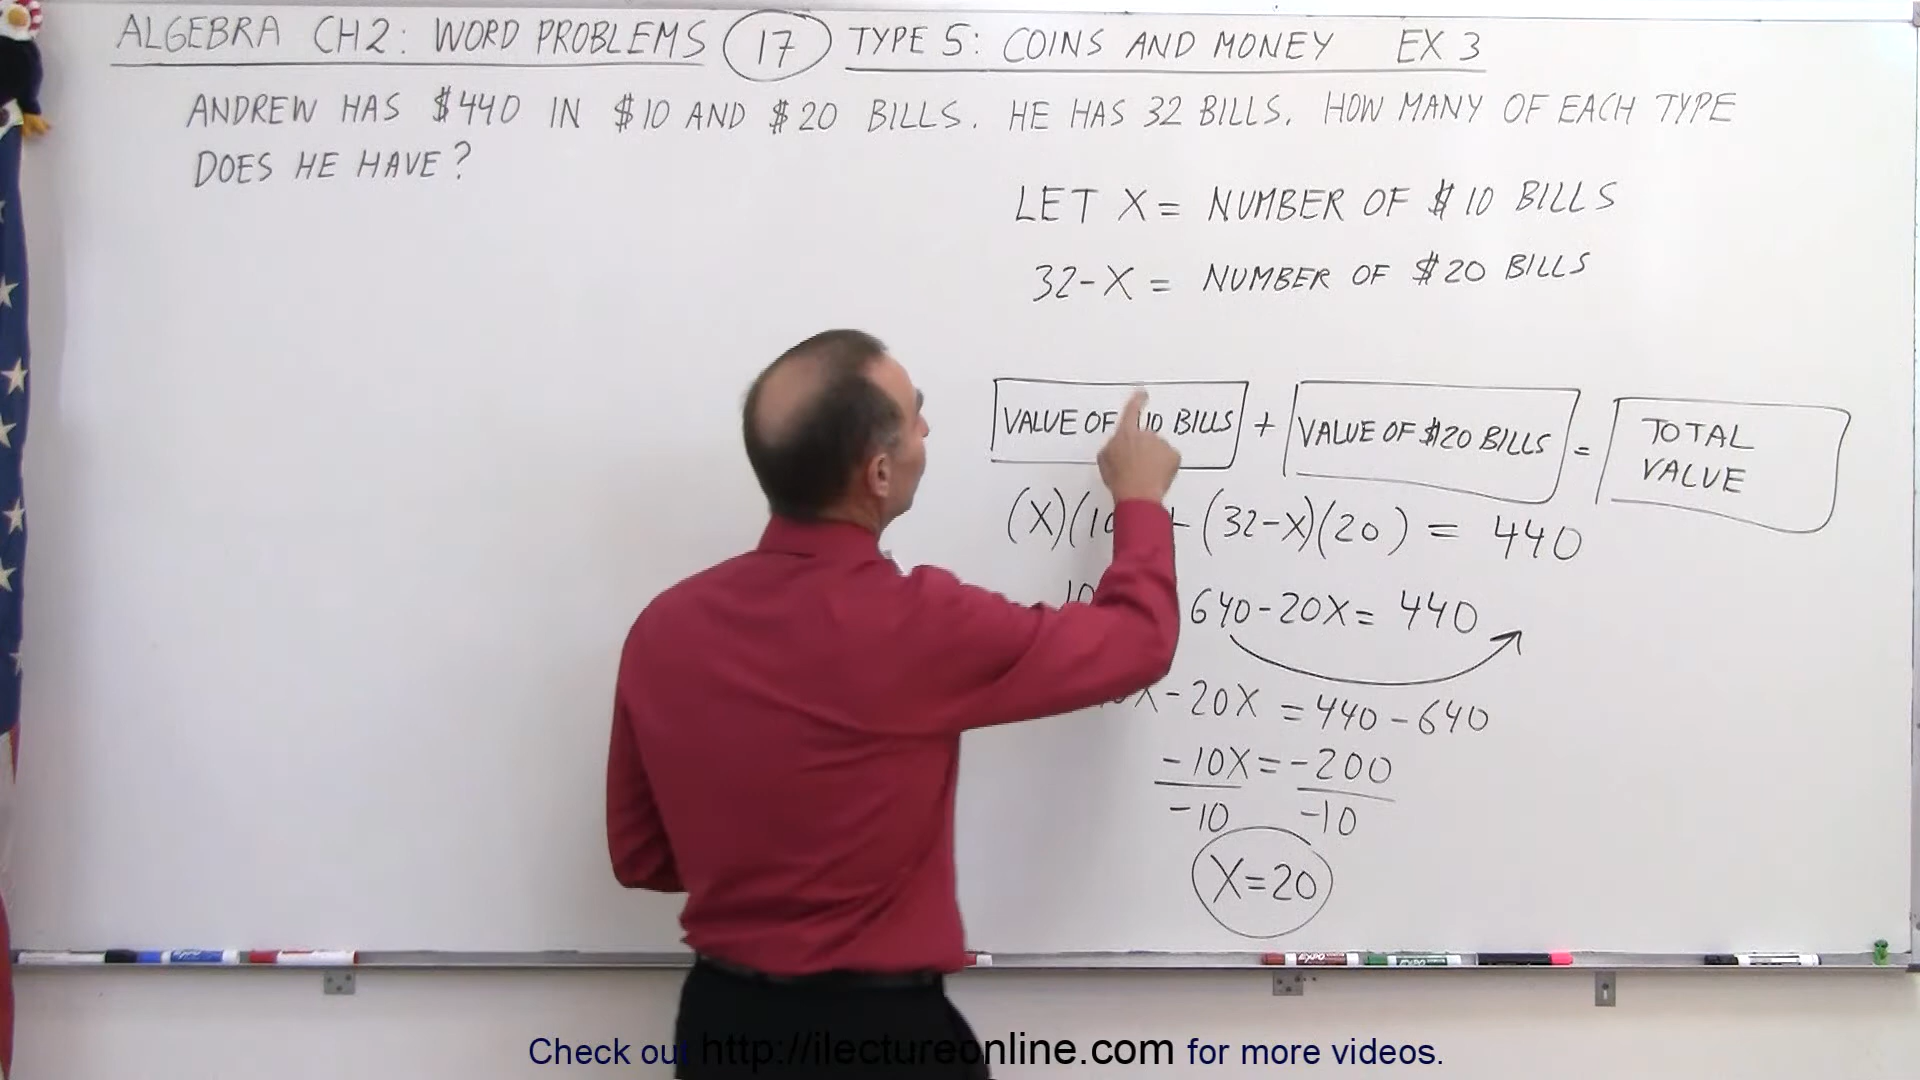 ALGEBRA CH2: WORD PROBLEMS 17 TYPE 5: COINS AND MONEY EX 3
ANDREW HAS $440 IN $10 AND $20 BILLS. HE HAS 32 BILLS. HOW MANY OF EACH TYPE
DOES HE HAVE?
LET X = NUMBER OF $10 BILLS
32-X = NUMBER OF $20 BILLS
VALUE OF 10 BILLS + VALUE OF $20 BILLS = TOTAL VALUE
(X)(10 + (32-X)(20) = 440
10 640-20X = 440
X-20X = 440-640
-10X = -200
-10 -10
X=20
EXPO EXPO
Check out http://ilectureonline.com for more videos.